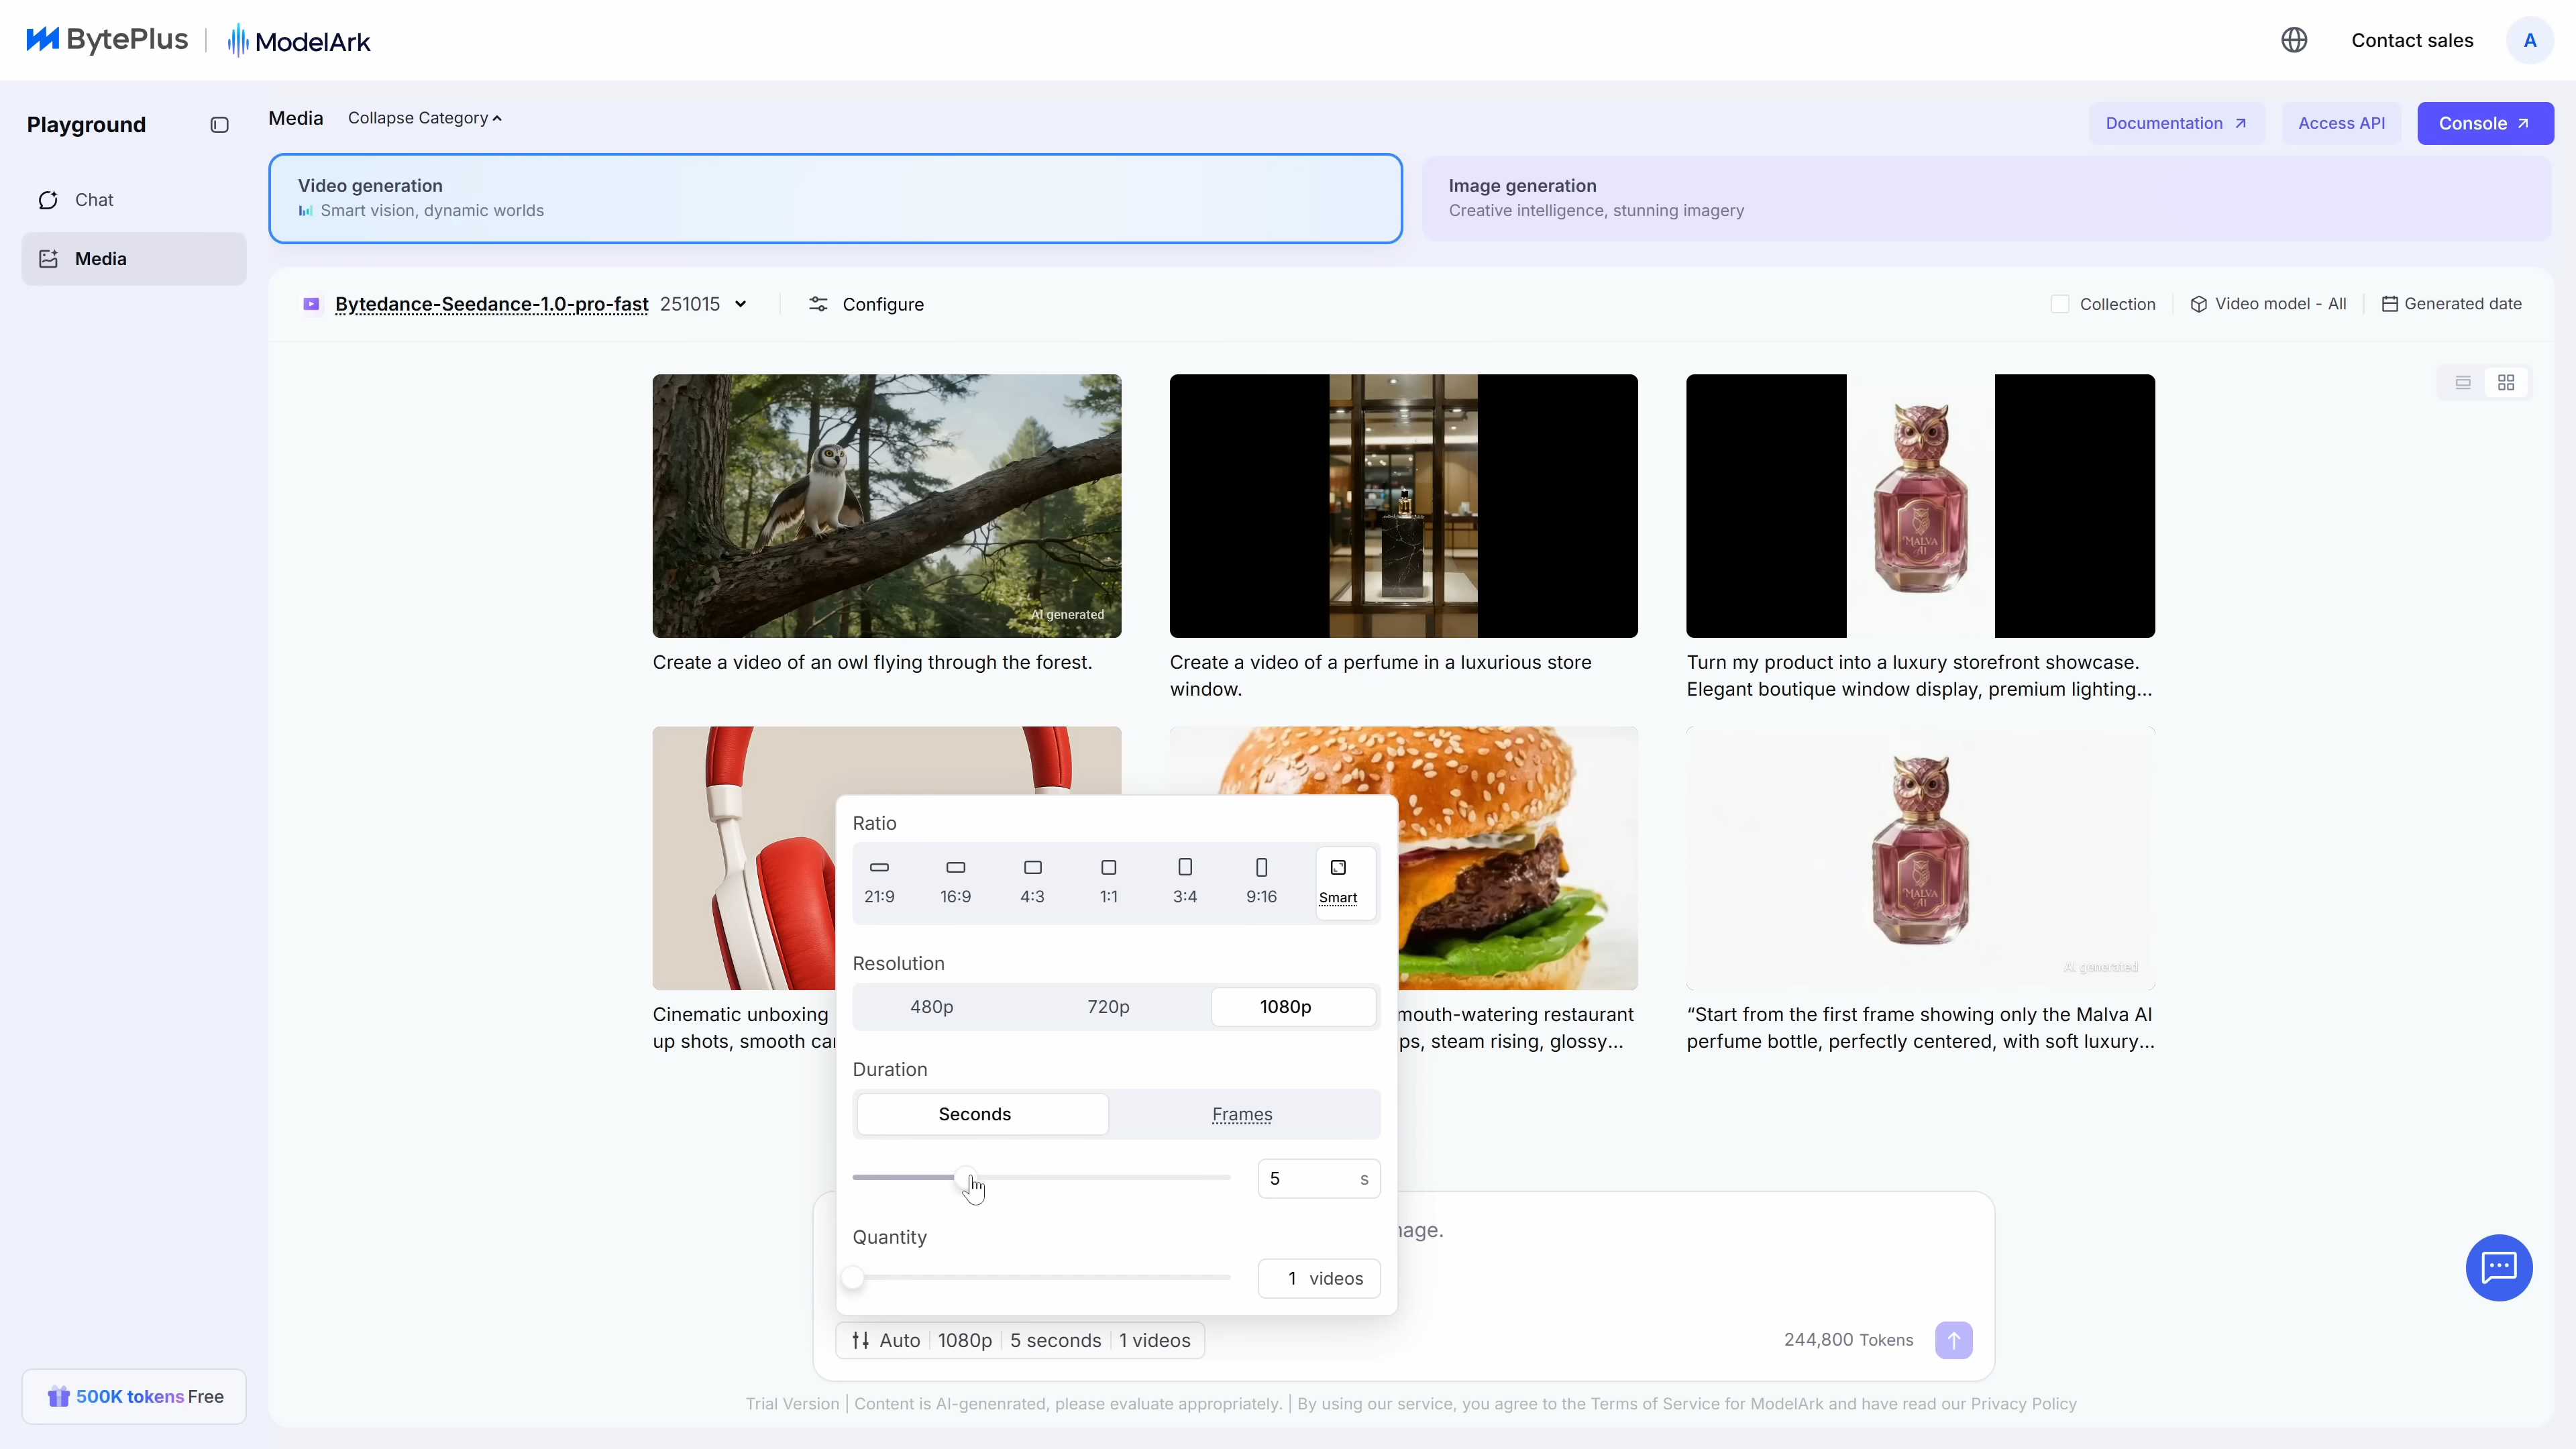 BytePlus | ModelArk
Contact sales
A
Playground
Chat
Media
500K tokens Free
Media
Collapse Category
Documentation
Access API
Console
Video generation
Smart vision, dynamic worlds
Image generation
Creative intelligence, stunning imagery
Bytedance-Seedance-1.0-pro-fast 251015
Configure
Collection
Video model - All
Generated date
AI generated
Create a video of an owl flying through the forest.
Create a video of a perfume in a luxurious store
window.
MALVA
AI
Turn my product into a luxury storefront showcase.
Elegant boutique window display, premium lighting...
Cinematic unboxing
up shots, smooth
mouth-watering restaurant
ps, steam rising, glossy...
MALVA
AI
AI generated
“Start from the first frame showing only the Malva AI
perfume bottle, perfectly centered, with soft luxury...
Ratio
21:9
16:9
4:3
1:1
3:4
9:16
Smart
Resolution
480p
720p
1080p
Duration
Seconds
Frames
5 s
Quantity
1 videos
Auto | 1080p | 5 seconds | 1 videos
244,800 Tokens
Trial Version | Content is AI-genenrated, please evaluate appropriately. | By using our service, you agree to the Terms of Service for ModelArk and have read our Privacy Policy